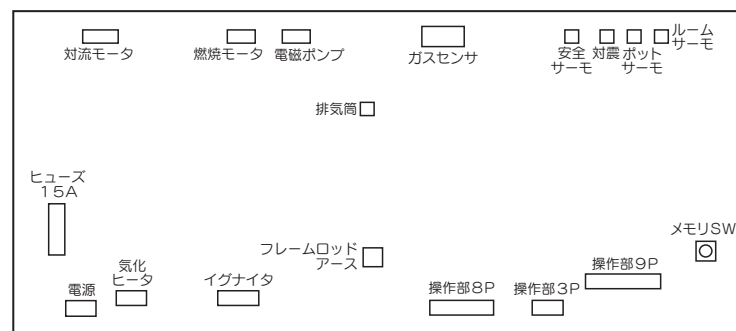 対流モータ
燃焼モータ
電磁ポンプ
ガスセンサ
安全
サーモ
対震
ポット
サーモ
ルーム
サーモ
排気筒
ヒューズ
15A
フレームロッド
アース
メモリSW
気化
ヒータ
電源
イグナイタ
操作部8P
操作部3P
操作部9P